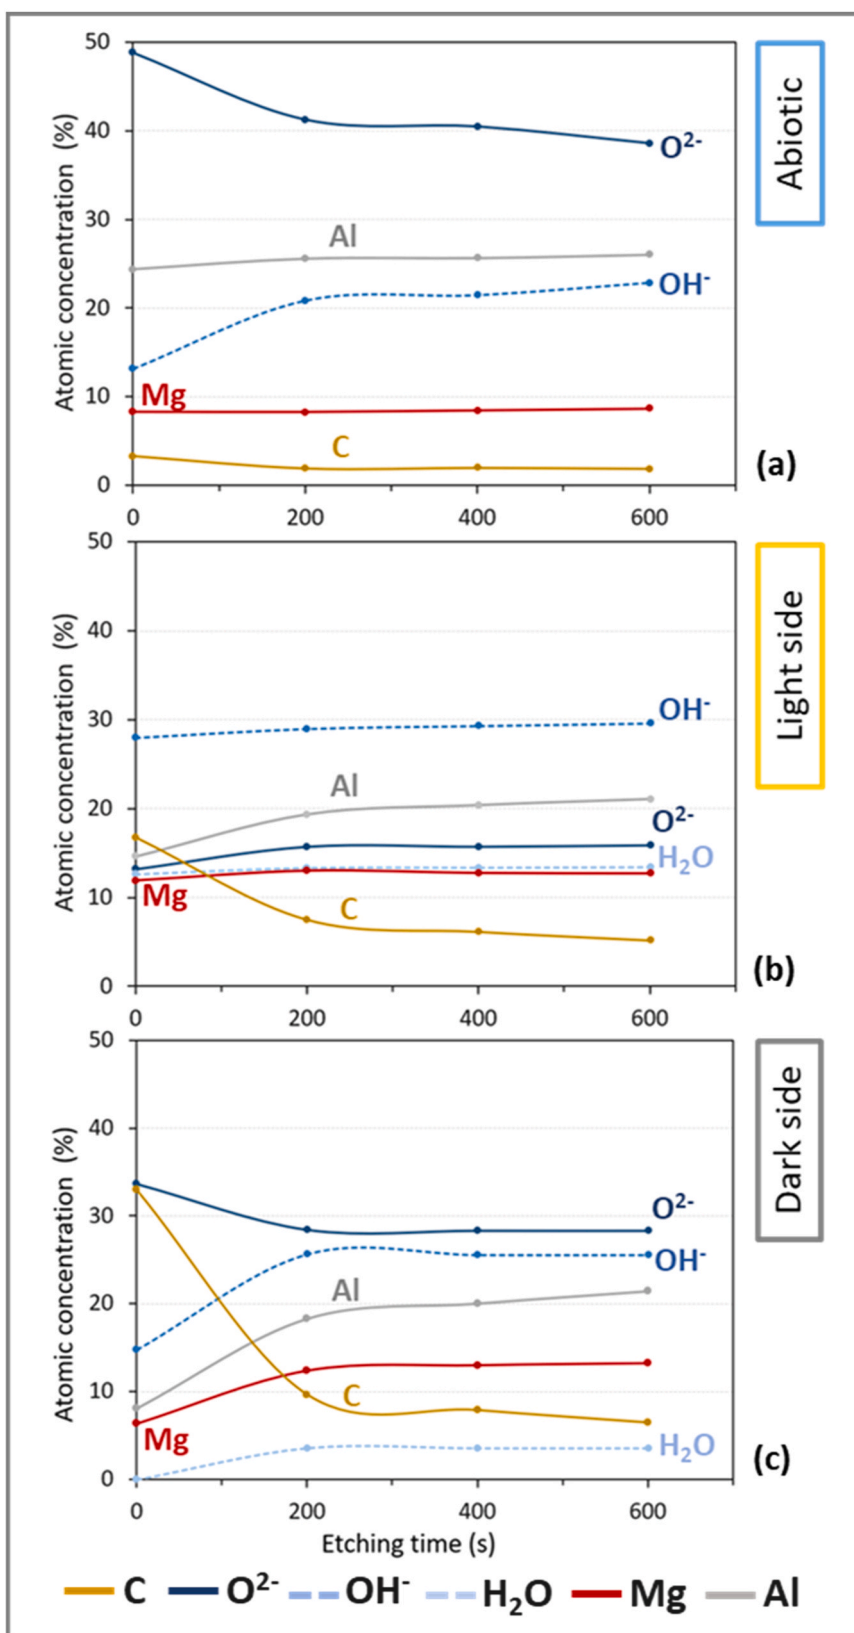 50
40
30
20
10
0
Atomic concentration (%)
O²⁻
Al
OH⁻
Mg
C
(a)
Abiotic
0 200 400 600
50
40
30
20
10
0
Atomic concentration (%)
OH⁻
Al
O²⁻
H₂O
Mg
C
(b)
Light side
0 200 400 600
50
40
30
20
10
0
Atomic concentration (%)
O²⁻
OH⁻
Al
C
Mg
H₂O
(c)
Dark side
0 200 400 600
Etching time (s)
C O²⁻ OH⁻ H₂O Mg Al